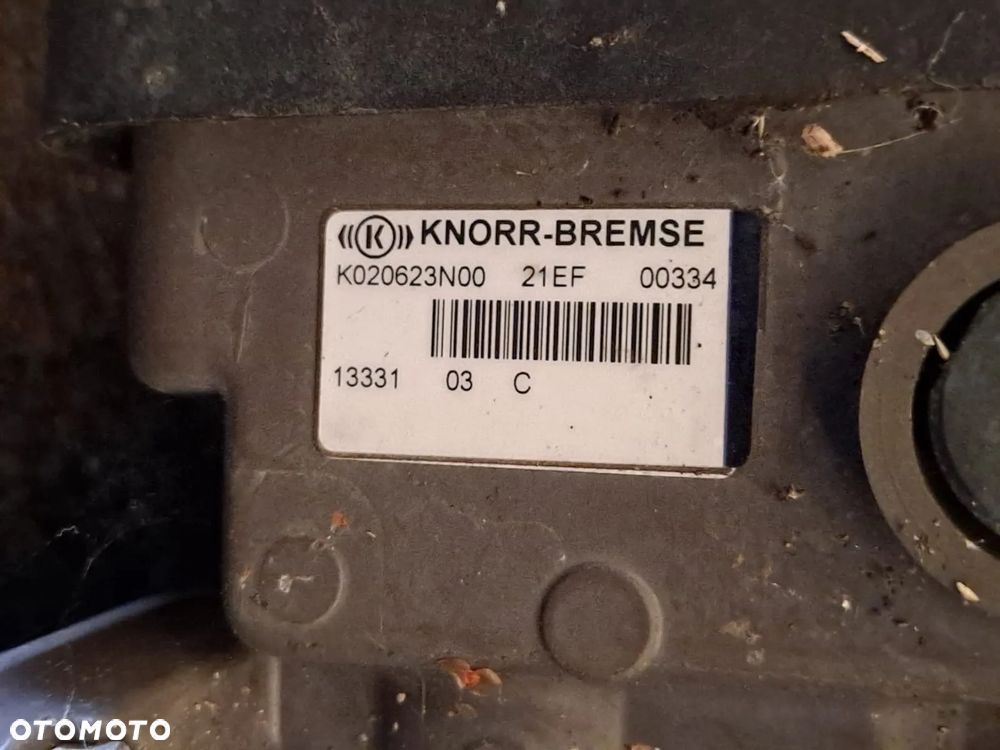 K KNORR-BREMSE
K020623N00 21EF 00334
13331 03 C
OTOMOTO